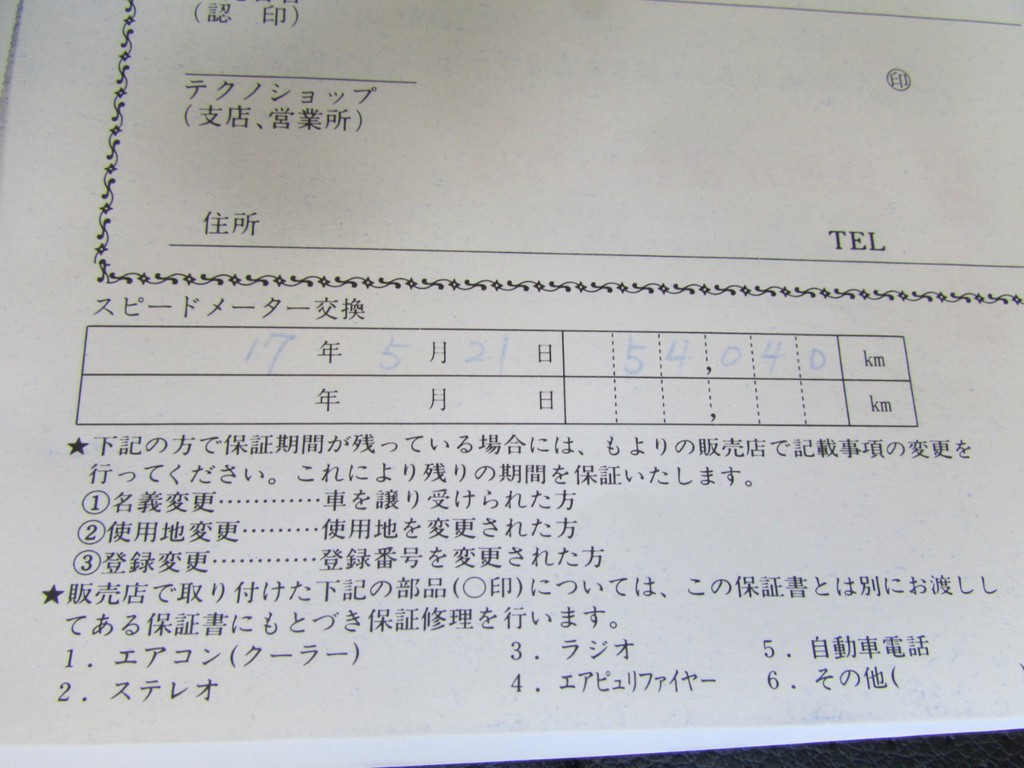 (認　印)
㊞
テクノショップ
(支店、営業所)
住所 TEL
スピードメーター交換
17 年 5 月 21 日 54,040 km
年 月 日 , km
★下記の方で保証期間が残っている場合には、もよりの販売店で記載事項の変更を
行ってください。これにより残りの期間を保証いたします。
①名義変更…………車を譲り受けられた方
②使用地変更………使用地を変更された方
③登録変更…………登録番号を変更された方
★販売店で取り付けた下記の部品(○印)については、この保証書とは別にお渡しし
てある保証書にもとづき保証修理を行います。
1．エアコン(クーラー) 3．ラジオ 5．自動車電話
2．ステレオ 4．エアピュリファイヤー 6．その他( )